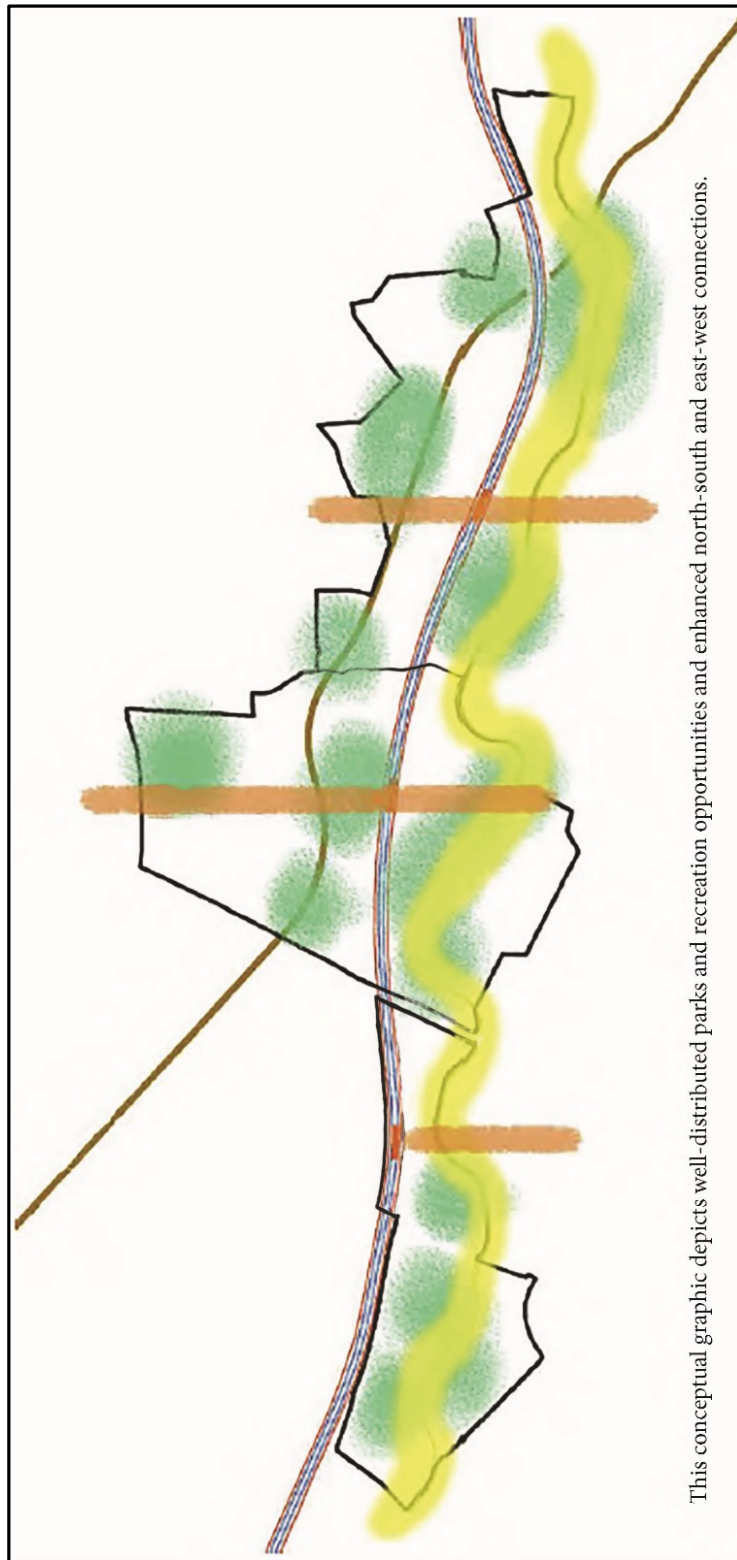 This conceptual graphic depicts well-distributed parks and recreation opportunities and enhanced north-south and east-west connections.